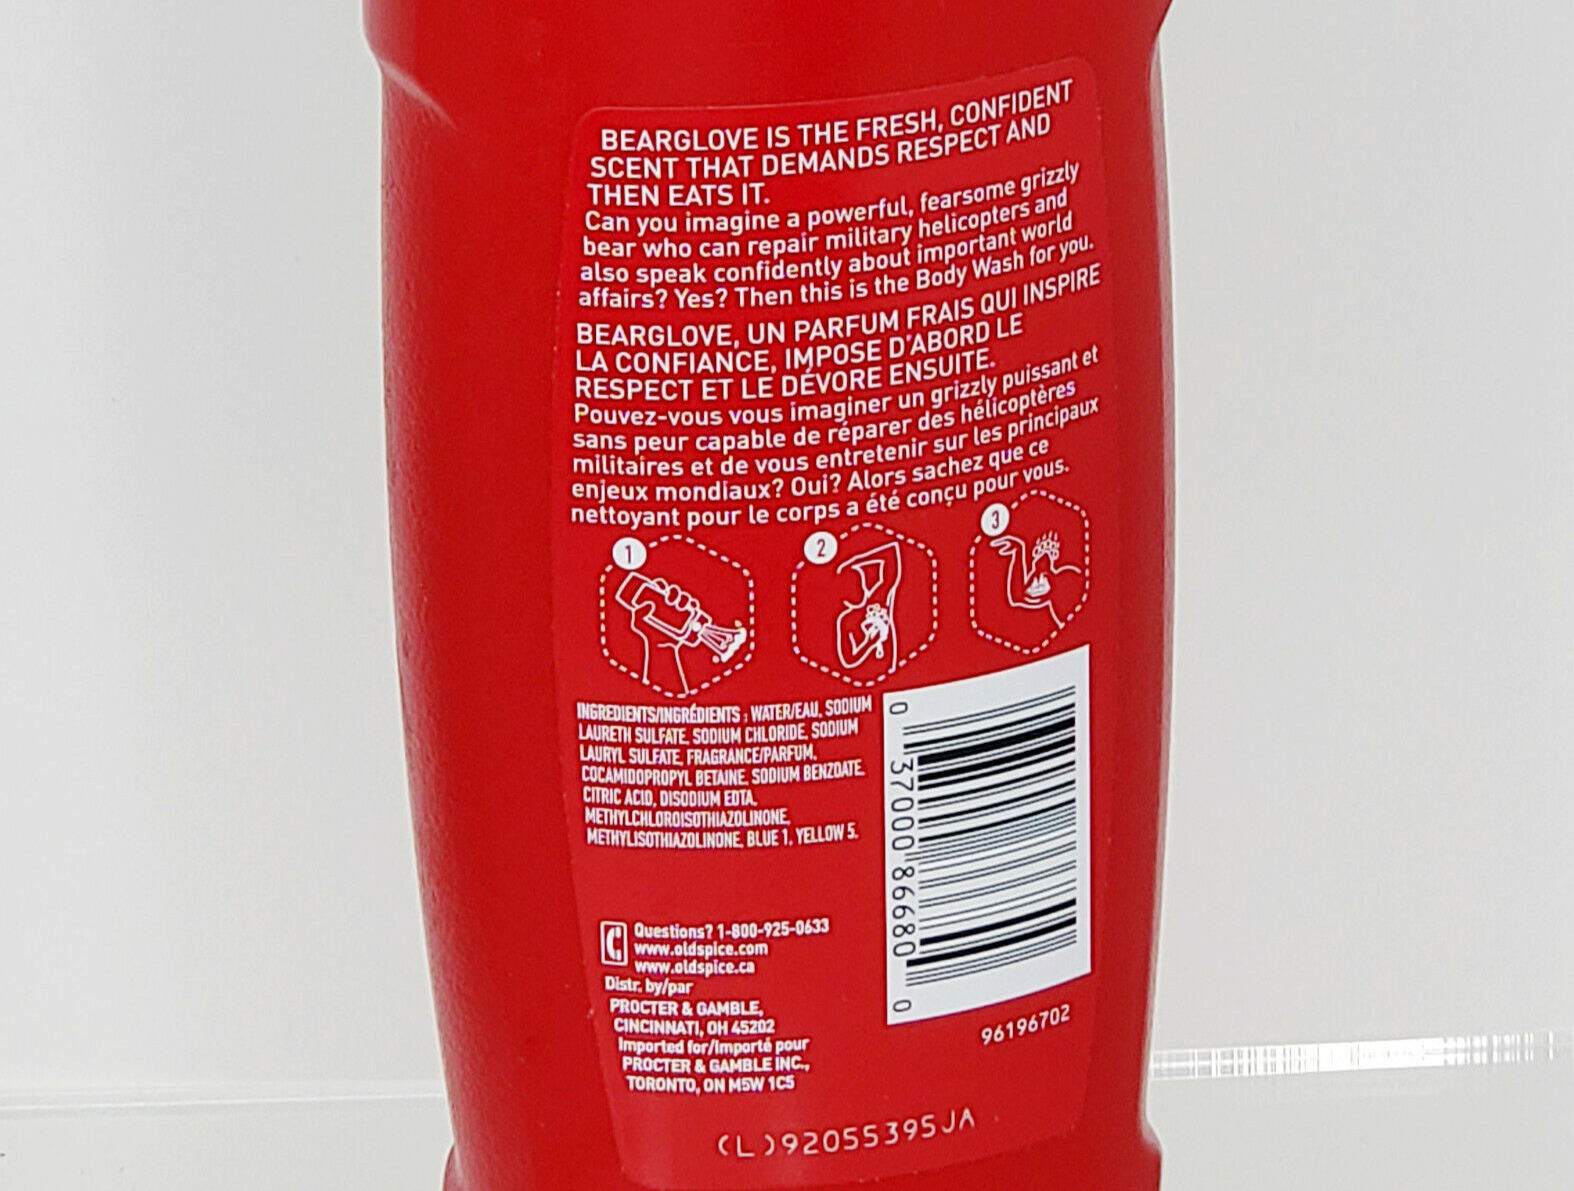 BEARGLOVE IS THE FRESH, CONFIDENT
SCENT THAT DEMANDS RESPECT AND
THEN EATS IT.
Can you imagine a powerful, fearsome grizzly
bear who can repair military helicopters and
also speak confidently about important world
affairs? Yes? Then this is the Body Wash for you.
BEARGLOVE, UN PARFUM FRAIS QUI INSPIRE
LA CONFIANCE, IMPOSE D'ABORD LE
RESPECT ET LE DÉVORE ENSUITE.
Pouvez-vous vous imaginer un grizzly puissant et
sans peur capable de réparer des hélicoptères
militaires et de vous entretenir sur les principaux
enjeux mondiaux? Oui? Alors sachez que ce
nettoyant pour le corps a été conçu pour vous.
1
2
3
INGREDIENTS/INGRÉDIENTS : WATER/EAU, SODIUM
LAURETH SULFATE, SODIUM CHLORIDE, SODIUM
LAURYL SULFATE, FRAGRANCE/PARFUM,
COCAMIDOPROPYL BETAINE, SODIUM BENZOATE,
CITRIC ACID, DISODIUM EDTA,
METHYLCHLOROISOTHIAZOLINONE,
METHYLISOTHIAZOLINONE, BLUE 1, YELLOW 5.
0 37000 86680 0
Questions? 1-800-925-0633
www.oldspice.com
www.oldspice.ca
Distr. by/par
PROCTER & GAMBLE,
CINCINNATI, OH 45202
Imported for/Importé pour
PROCTER & GAMBLE INC.,
TORONTO, ON M5W 1C5
96196702
(L)92055395JA